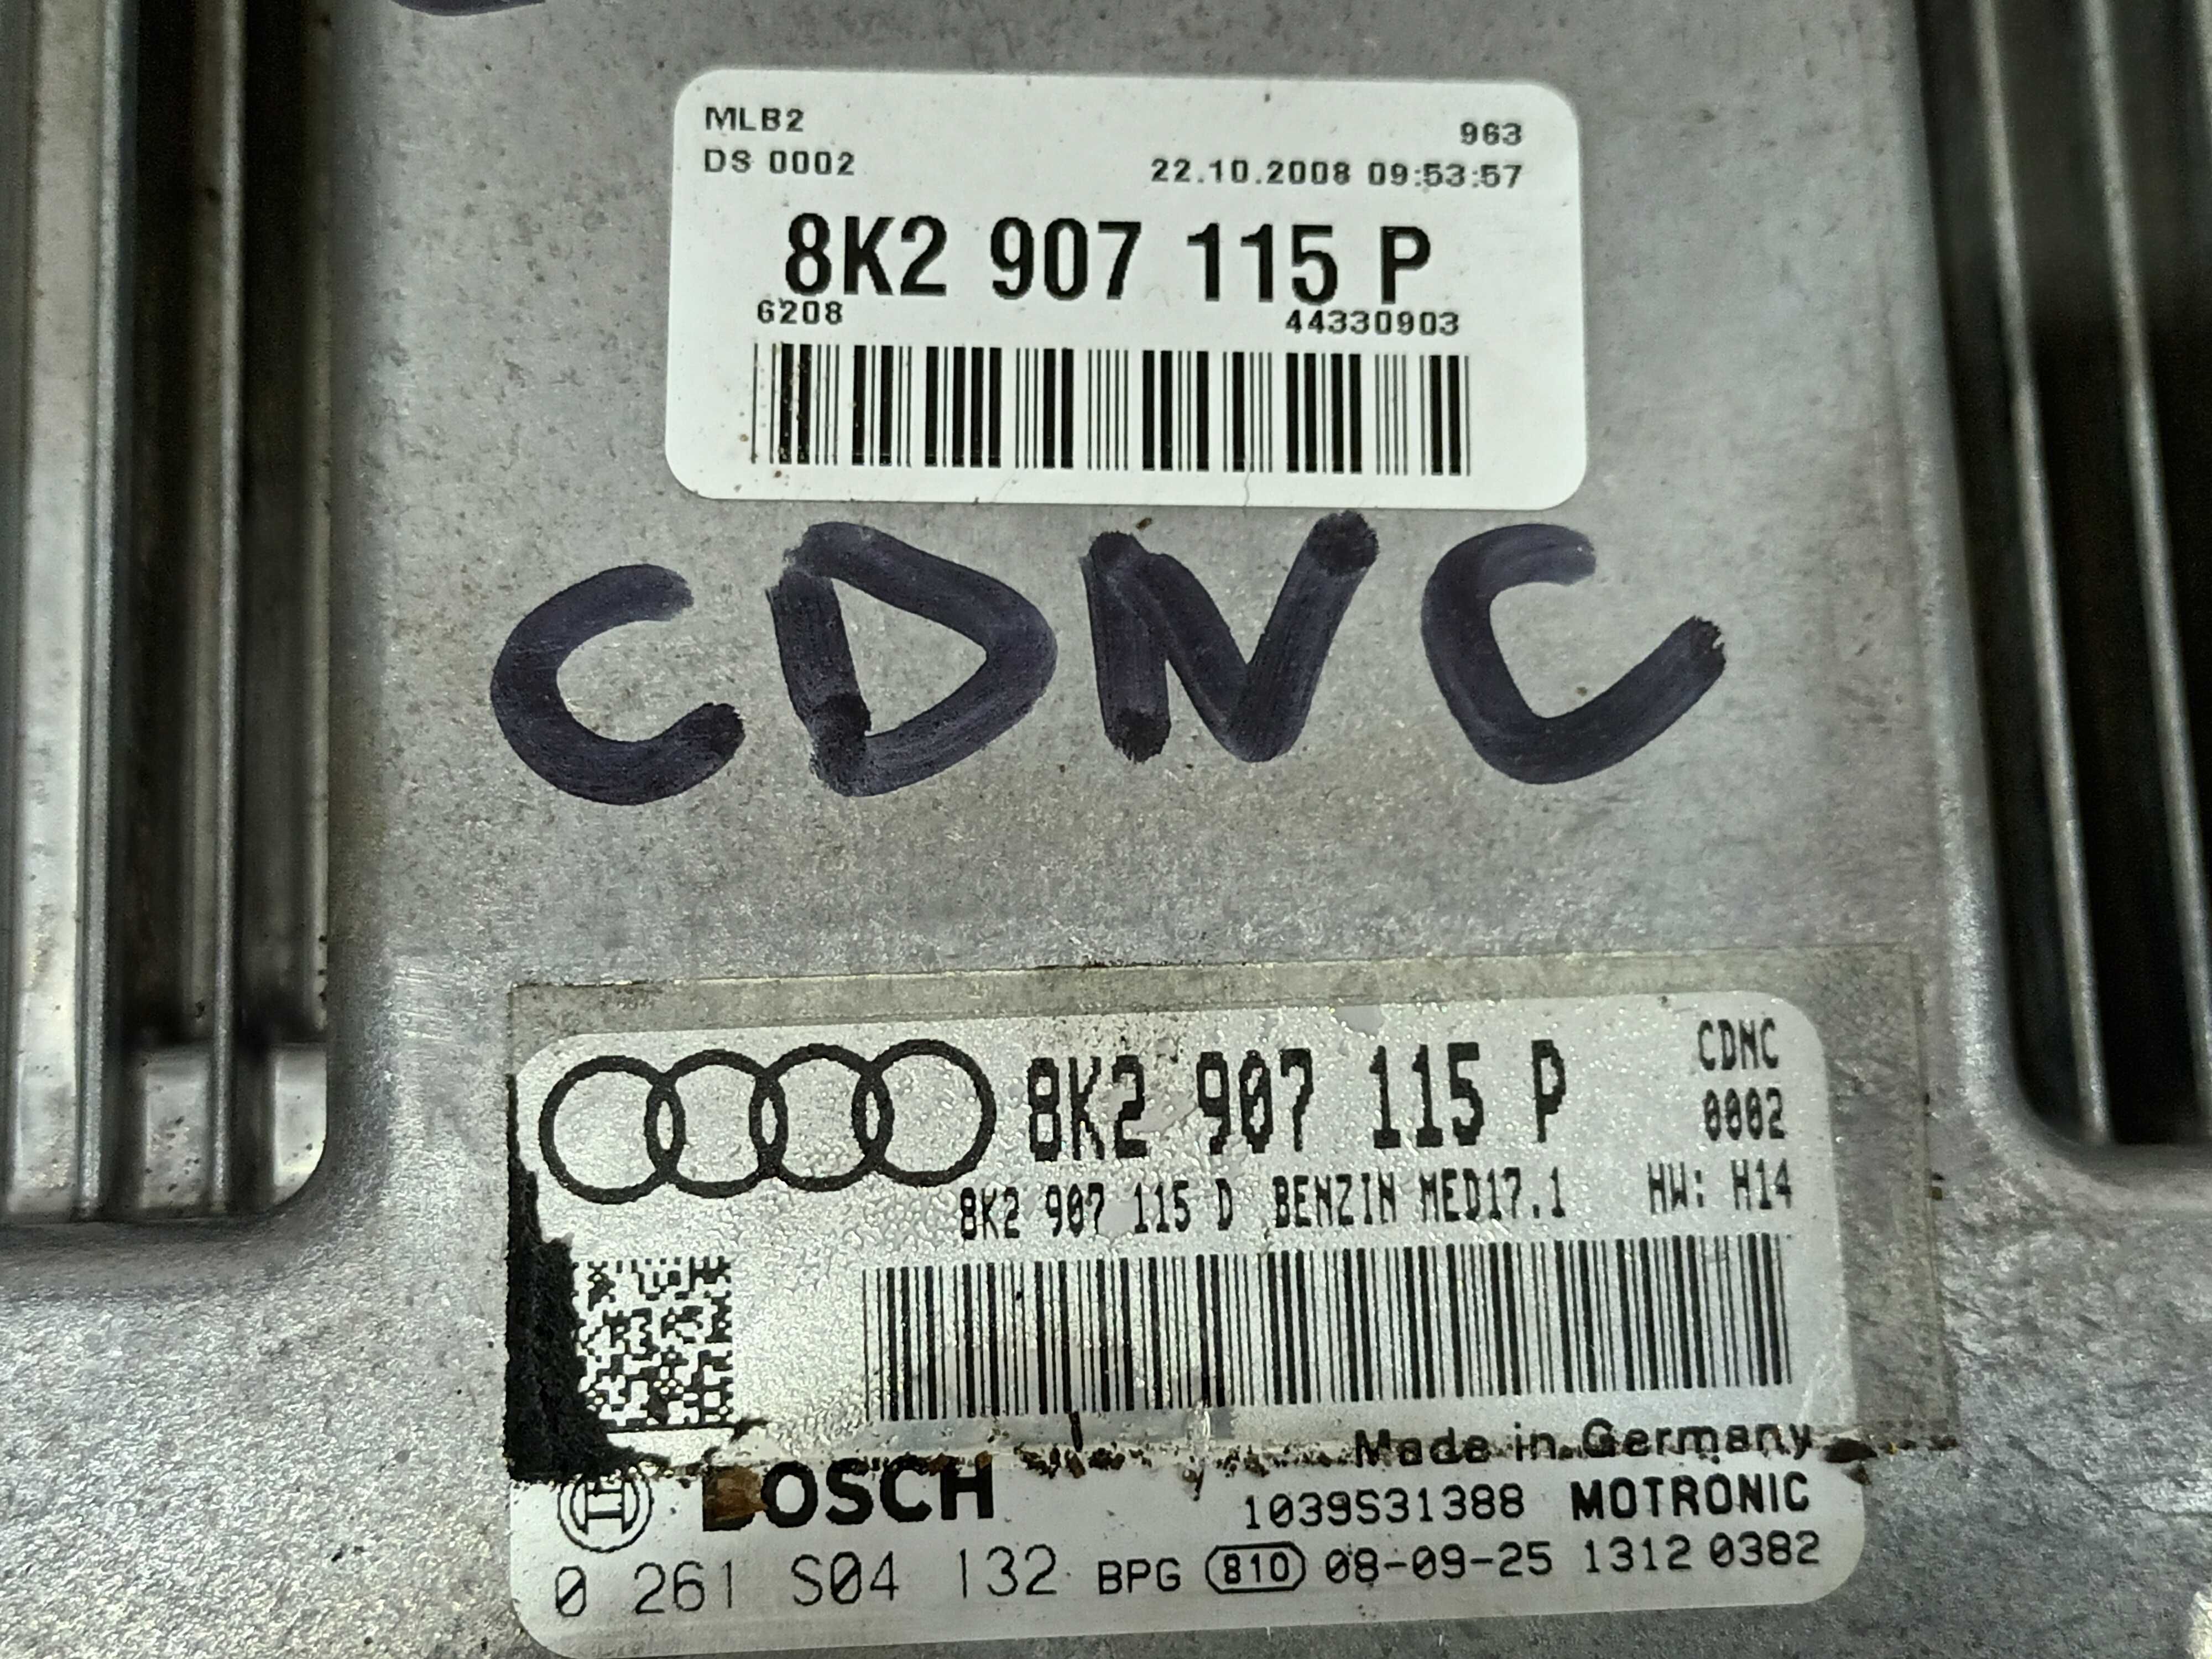 MLB2 963
DS 0002 22.10.2008 09:53:57
8K2 907 115 P
6208 44330903
CDNC
8K2 907 115 P CDNC
0002
8K2 907 115 D BENZIN MED17.1 HW: H14
Made in Germany
BOSCH
1039S31388 MOTRONIC
0 261 S04 132 BPG 810 08-09-25 1312 0382